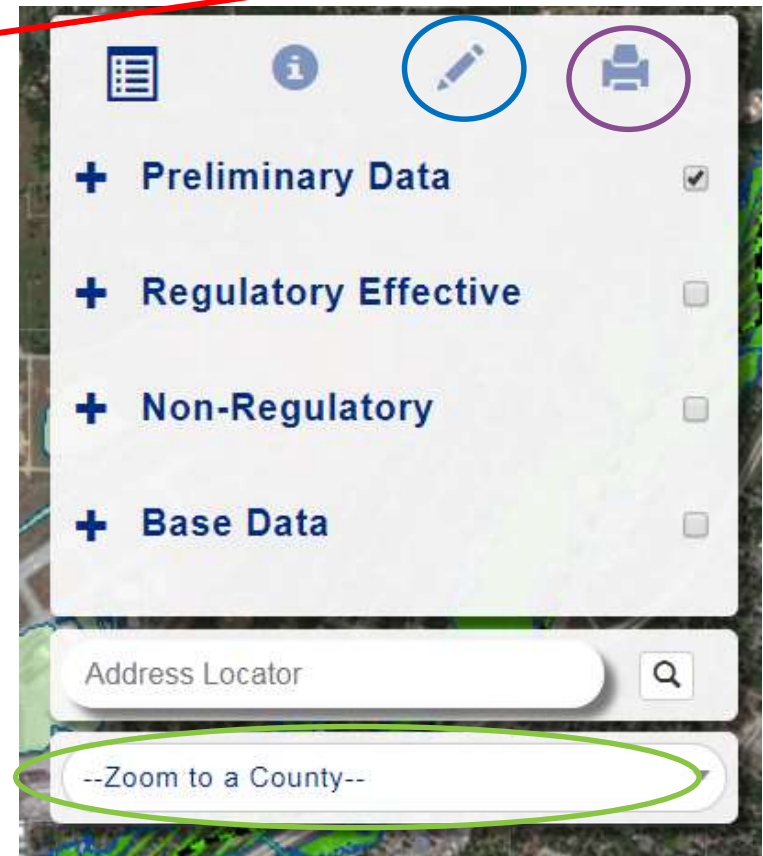 Preliminary Data
Regulatory Effective
Non-Regulatory
Base Data
Address Locator
--Zoom to a County--